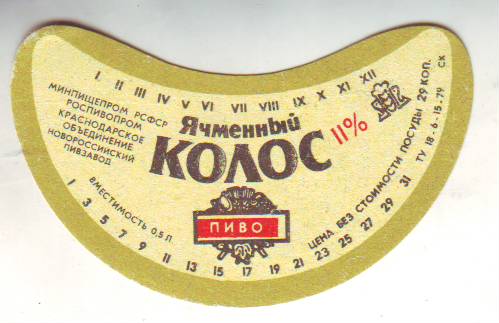 I II III IV V VI VII VIII IX X XI XII
МИНПИЩЕПРОМ РСФСР
РОСПИВОПРОМ
КРАСНОДАРСКОЕ
ОБЪЕДИНЕНИЕ
НОВОРОССИЙСКИЙ
ПИВЗАВОД
Ячменный
КОЛОС
11%
ПИВО
ВМЕСТИМОСТЬ 0,5 Л
ЦЕНА БЕЗ СТОИМОСТИ ПОСУДЫ 29 КОП.
ТУ 18-6-15-79 СК
1 3 5 7 9 11 13 15 17 19 21 23 25 27 29 31